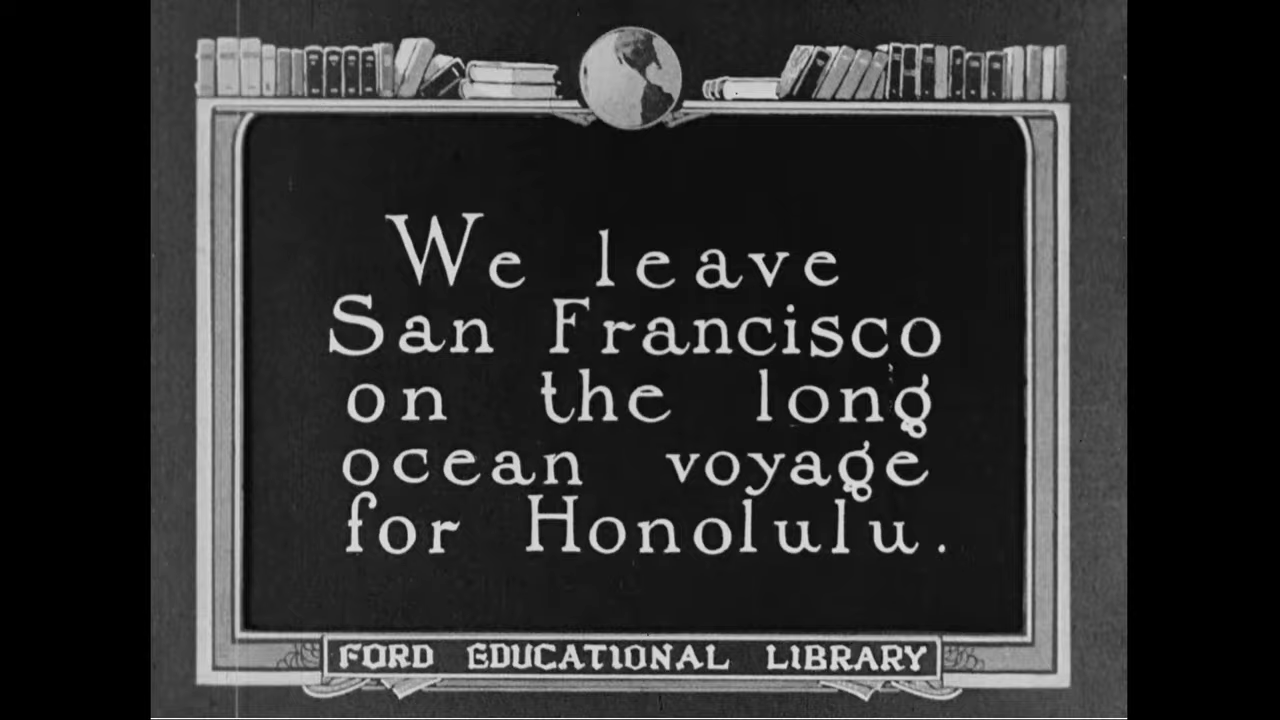 We leave
San Francisco
on the long
ocean voyage
for Honolulu.
FORD EDUCATIONAL LIBRARY